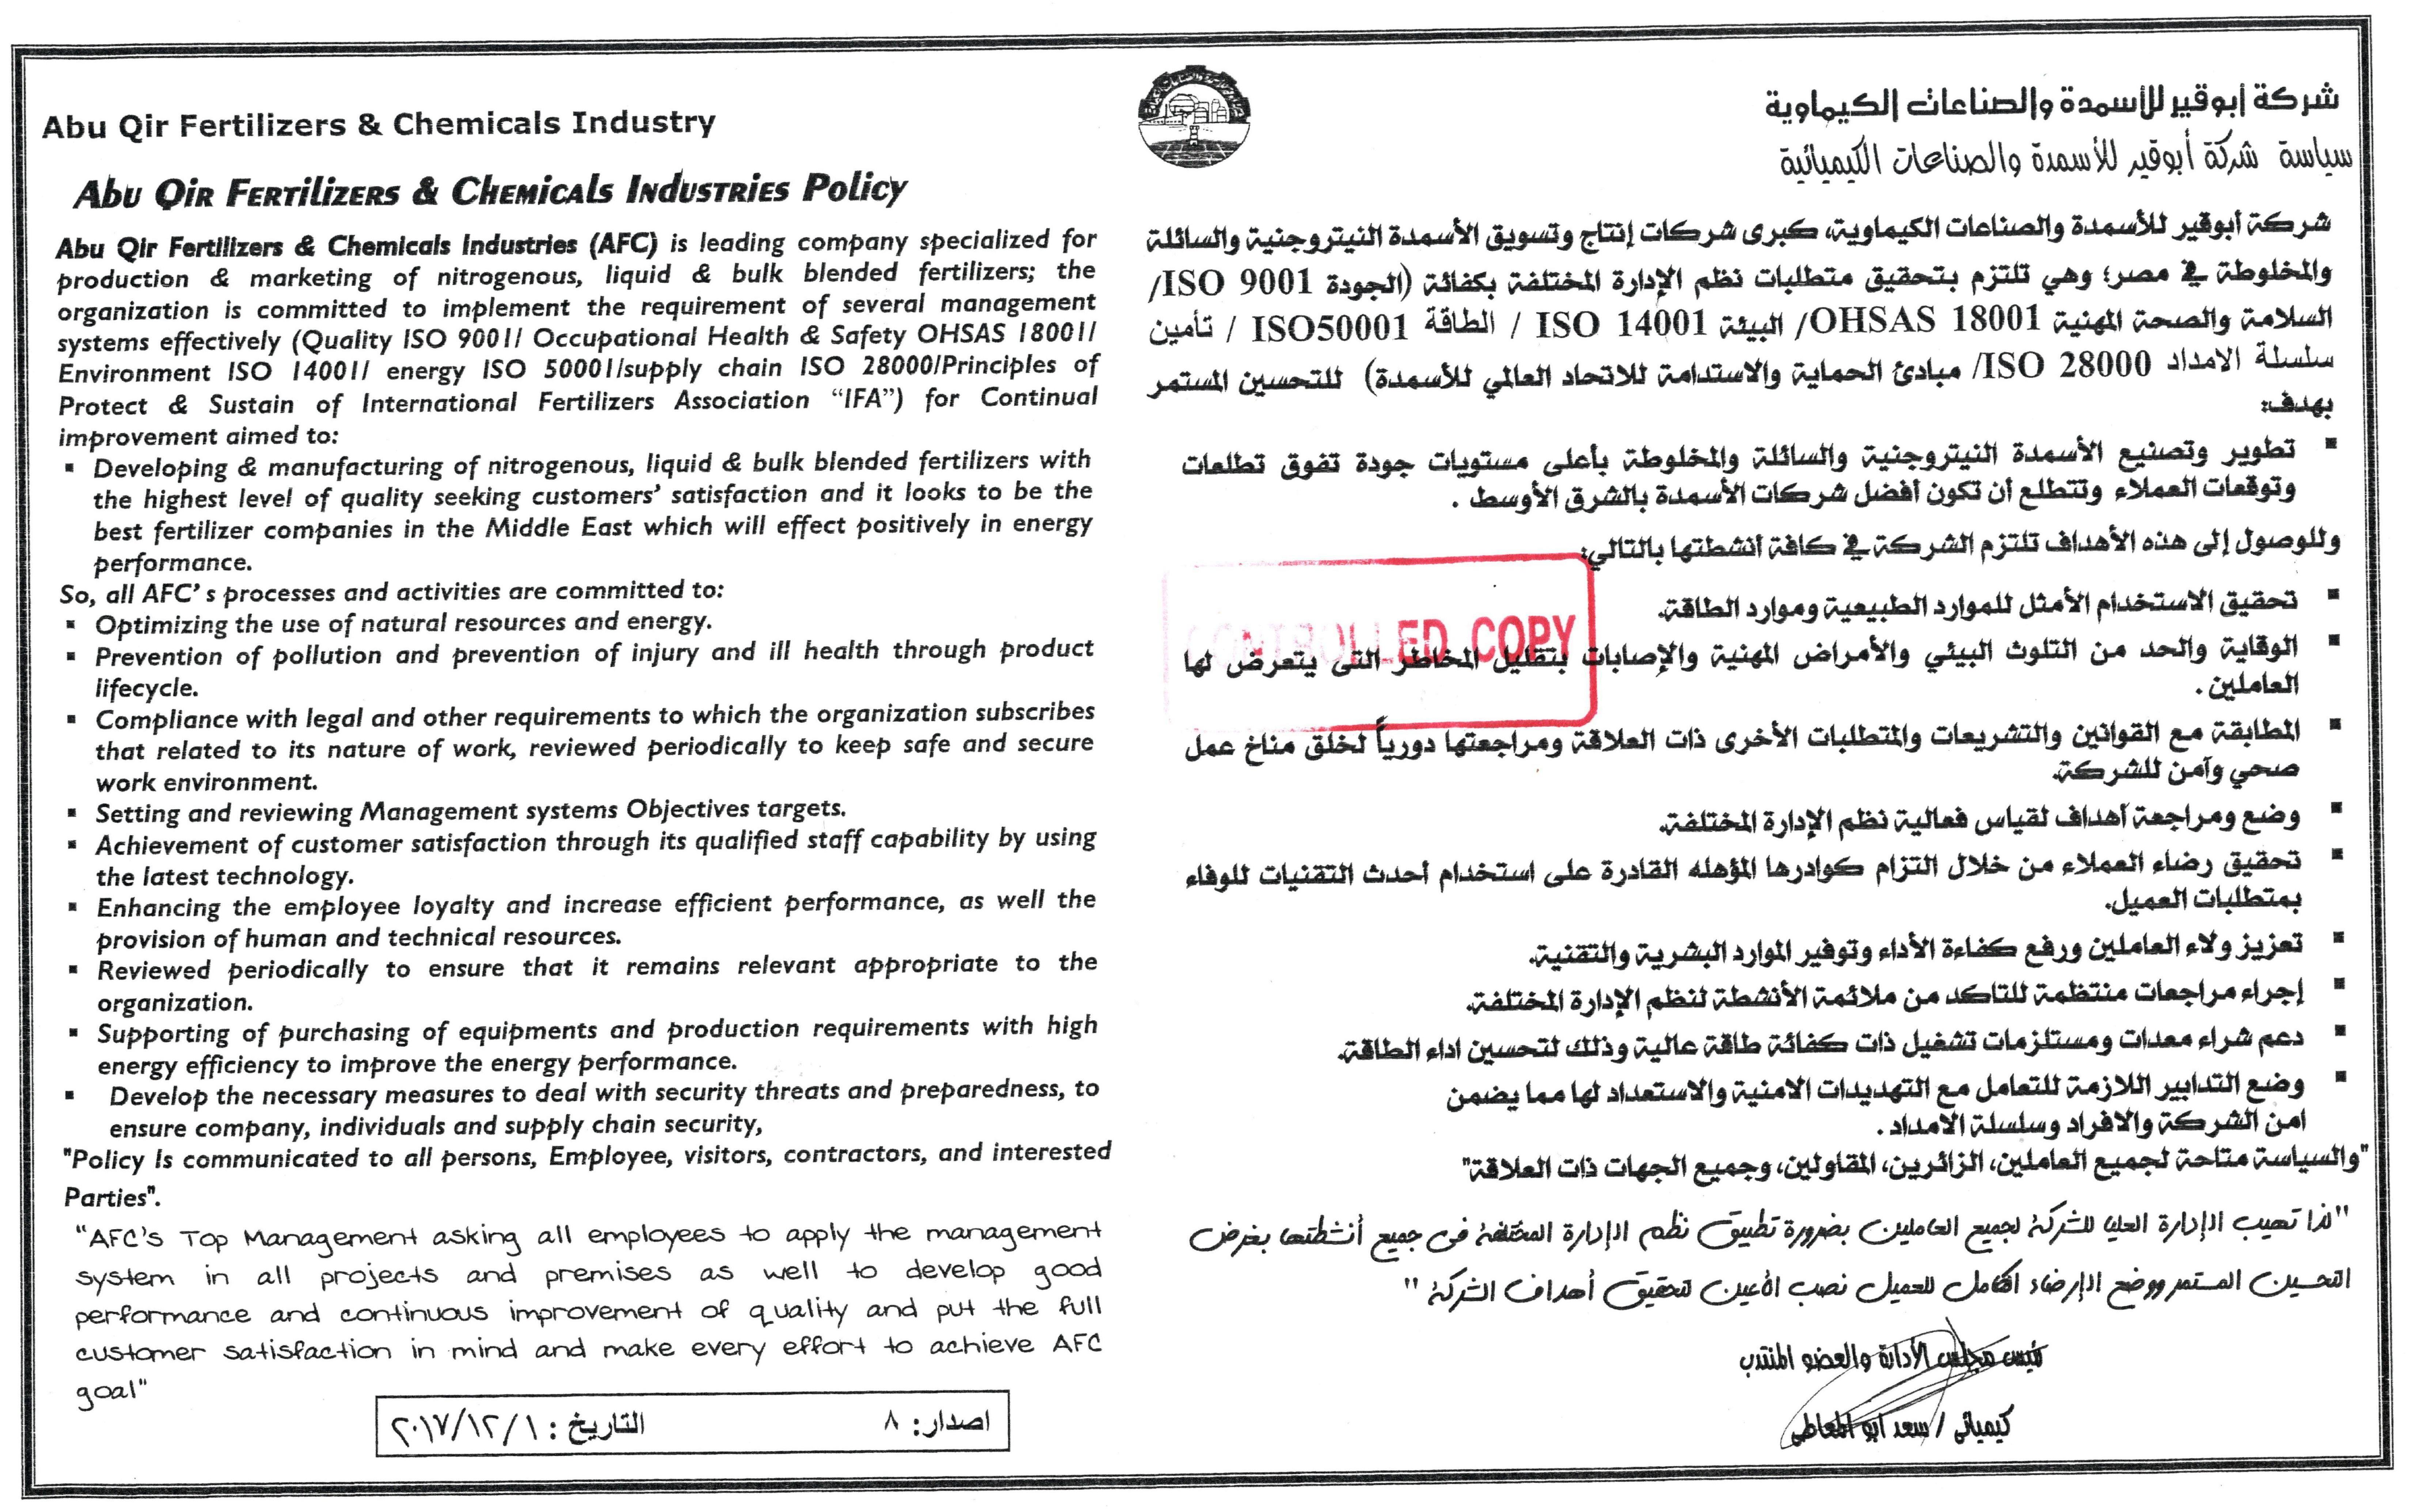 Abu Qir Fertilizers & Chemicals Industry
Abu Qir Fertilizers & Chemicals Industries Policy
Abu Qir Fertilizers & Chemicals Industries (AFC) is leading company specialized for
production & marketing of nitrogenous, liquid & bulk blended fertilizers; the
organization is committed to implement the requirement of several management
systems effectively (Quality ISO 9001/ Occupational Health & Safety OHSAS 18001/
Environment ISO 14001/ energy ISO 50001/supply chain ISO 28000/Principles of
Protect & Sustain of International Fertilizers Association “IFA”) for Continual
improvement aimed to:
▪ Developing & manufacturing of nitrogenous, liquid & bulk blended fertilizers with
the highest level of quality seeking customers’ satisfaction and it looks to be the
best fertilizer companies in the Middle East which will effect positively in energy
performance.
So, all AFC’ s processes and activities are committed to:
▪ Optimizing the use of natural resources and energy.
▪ Prevention of pollution and prevention of injury and ill health through product
lifecycle.
▪ Compliance with legal and other requirements to which the organization subscribes
that related to its nature of work, reviewed periodically to keep safe and secure
work environment.
▪ Setting and reviewing Management systems Objectives targets.
▪ Achievement of customer satisfaction through its qualified staff capability by using
the latest technology.
▪ Enhancing the employee loyalty and increase efficient performance, as well the
provision of human and technical resources.
▪ Reviewed periodically to ensure that it remains relevant appropriate to the
organization.
▪ Supporting of purchasing of equipments and production requirements with high
energy efficiency to improve the energy performance.
▪ Develop the necessary measures to deal with security threats and preparedness, to
ensure company, individuals and supply chain security,
"Policy Is communicated to all persons, Employee, visitors, contractors, and interested
Parties".
“AFC's Top Management asking all employees to apply the management
system in all projects and premises as well to develop good
performance and continuous improvement of quality and put the full
customer satisfaction in mind and make every effort to achieve AFC
goal"
اصدار: ٨ التاريخ : ٢٠١٧/١٢/١
شركة أبوقير للأسمدة والصناعات الكيماوية
سياسة شركة أبوقير للأسمدة والصناعات الكيميائية
شركة أبوقير للأسمدة والصناعات الكيماوية، كبرى شركات إنتاج وتسويق الأسمدة النيتروجنية والسائلة
والمخلوطة في مصر؛ وهي تلتزم بتحقيق متطلبات نظم الإدارة المختلفة بكفائة (الجودة ISO 9001/
السلامة والصحة المهنية OHSAS 18001/ البيئة ISO 14001 / الطاقة ISO50001 / تأمين
سلسلة الامداد ISO 28000/ مبادئ الحماية والاستدامة للاتحاد العالمي للأسمدة) للتحسين المستمر
بهدف:
▪ تطوير وتصنيع الأسمدة النيتروجنية والسائلة والمخلوطة بأعلى مستويات جودة تفوق تطلعات
وتوقعات العملاء وتتطلع أن تكون أفضل شركات الأسمدة بالشرق الأوسط .
وللوصول إلى هذه الأهداف تلتزم الشركة في كافة أنشطتها بالتالي:
▪ تحقيق الاستخدام الأمثل للموارد الطبيعية وموارد الطاقة.
CONTROLLED COPY
▪ الوقاية والحد من التلوث البيئي والأمراض المهنية والإصابات بتقليل المخاطر التى يتعرض لها
العاملين .
▪ المطابقة مع القوانين والتشريعات والمتطلبات الأخرى ذات العلاقة ومراجعتها دورياً لخلق مناخ عمل
صحي وآمن للشركة.
▪ وضع ومراجعة أهداف لقياس فعالية نظم الإدارة المختلفة.
▪ تحقيق رضاء العملاء من خلال التزام كوادرها المؤهله القادرة على استخدام أحدث التقنيات للوفاء
بمتطلبات العميل.
▪ تعزيز ولاء العاملين ورفع كفاءة الأداء وتوفير الموارد البشرية والتقنية.
▪ إجراء مراجعات منتظمة للتاكد من ملائمة الأنشطة لنظم الإدارة المختلفة.
▪ دعم شراء معدات ومستلزمات تشغيل ذات كفائة طاقة عالية وذلك لتحسين اداء الطاقة.
▪ وضع التدابير اللازمة للتعامل مع التهديدات الامنية والاستعداد لها مما يضمن
امن الشركة والافراد وسلسلة الامداد .
"والسياسة متاحة لجميع العاملين، الزائرين، المقاولين، وجميع الجهات ذات العلاقة"
"لذا تهيب الإدارة العليا للشركة لجميع العاملين بضرورة تطبيق نظم الإدارة المختلفة فى جميع أنشطتها بغرض
التحسين المستمر ووضع الإرضاء الكامل للعميل نصب الأعين لتحقيق أهداف الشركة "
رئيس مجلس الأدارة والعضو المنتدب
كيميائى / سعد ابو المعاطى